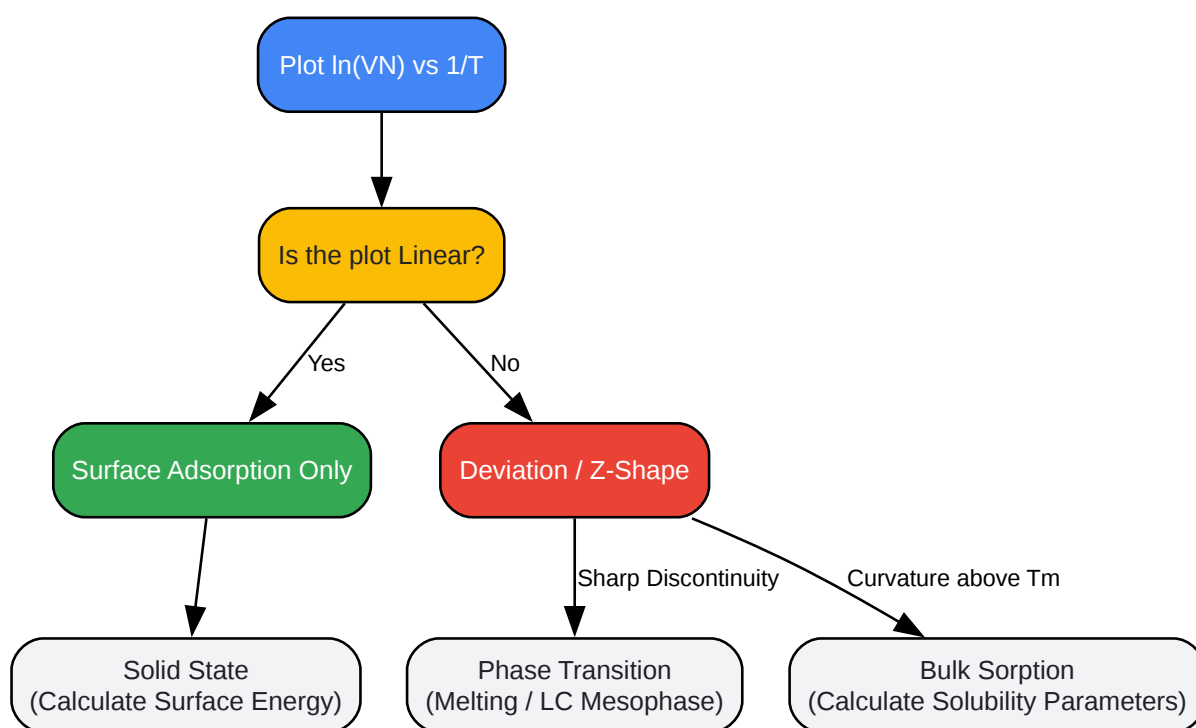 Plot ln(VN) vs 1/T
Is the plot Linear?
Yes
No
Surface Adsorption Only
Deviation / Z-Shape
Sharp Discontinuity
Curvature above Tm
Solid State
(Calculate Surface Energy)
Phase Transition
(Melting / LC Mesophase)
Bulk Sorption
(Calculate Solubility Parameters)